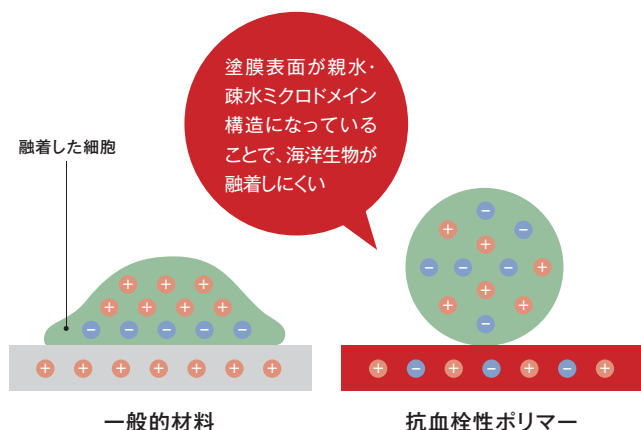 塗膜表面が親水・
疎水ミクロドメイン
構造になっている
ことで、海洋生物が
融着しにくい
融着した細胞
+ + +
+ + + +
− − − − −
+ + + + + + +
−
+ −
+
− − − +
+
+ +
−
+ − + − + − +
一般的材料
抗血栓性ポリマー